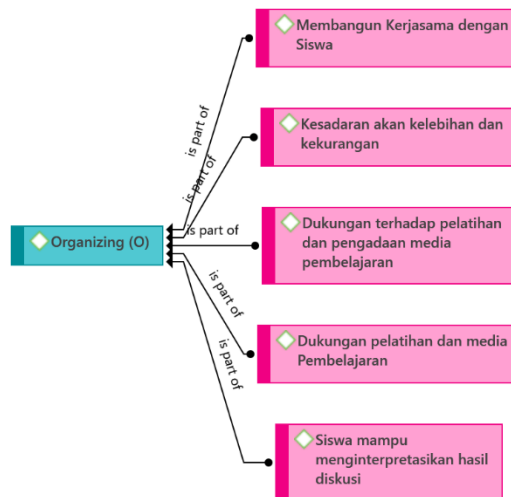 Membangun Kerjasama dengan
Siswa
is part of
Kesadaran akan kelebihan dan
kekurangan
is part of
Organizing (O)
is part of
Dukungan terhadap pelatihan
dan pengadaan media
pembelajaran
is part of
Dukungan pelatihan dan media
Pembelajaran
is part of
Siswa mampu
menginterpretasikan hasil
diskusi